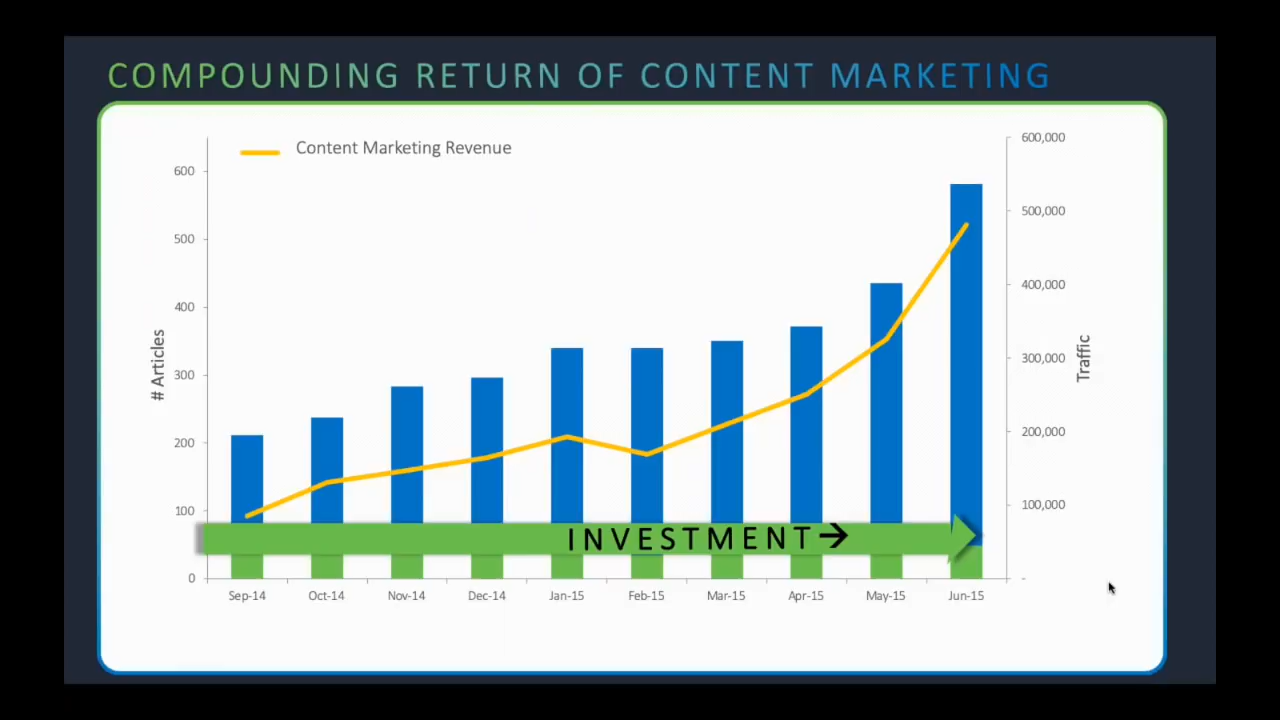 COMPOUNDING RETURN OF CONTENT MARKETING
Content Marketing Revenue
# Articles
600
500
400
300
200
100
0
600,000
500,000
400,000
300,000
200,000
100,000
-
Traffic
INVESTMENT→
Sep-14 Oct-14 Nov-14 Dec-14 Jan-15 Feb-15 Mar-15 Apr-15 May-15 Jun-15